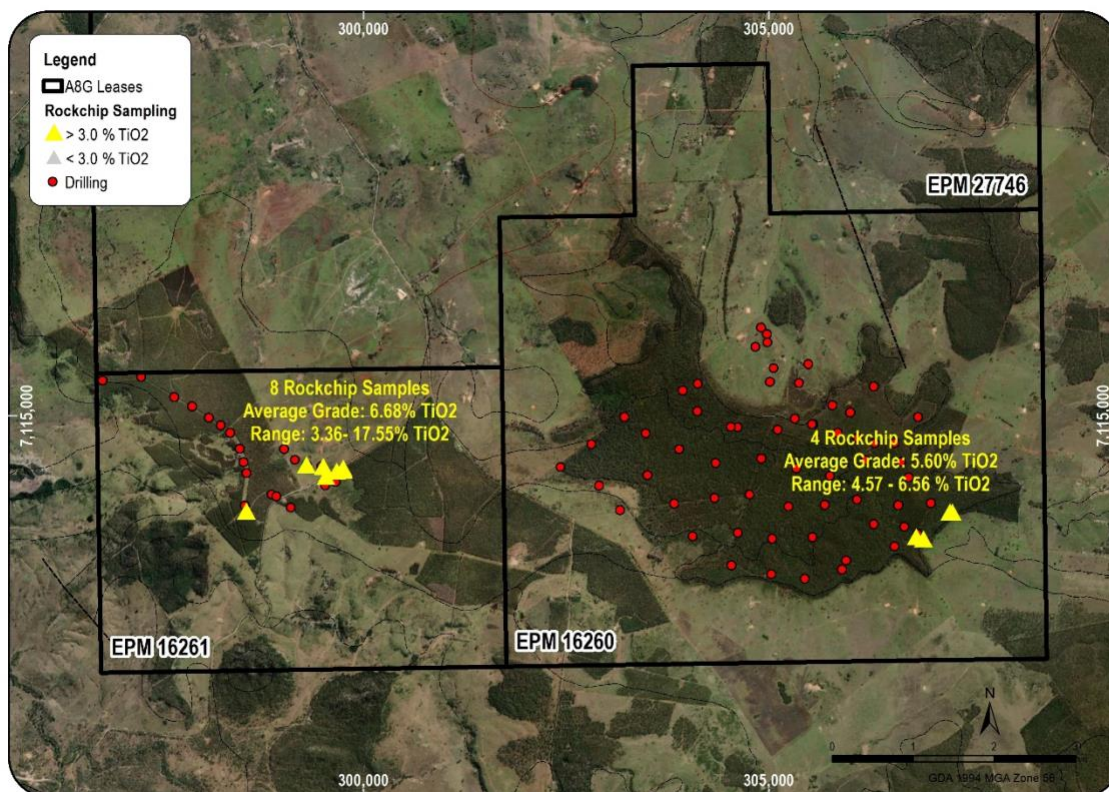 300,000
305,000
Legend
A8G Leases
Rockchip Sampling
> 3.0 % TiO2
< 3.0 % TiO2
Drilling
EPM 27746
7,115,000
7,115,000
8 Rockchip Samples
Average Grade: 6.68% TiO2
Range: 3.36- 17.55% TiO2
4 Rockchip Samples
Average Grade: 5.60% TiO2
Range: 4.57 - 6.56 % TiO2
EPM 16261
EPM 16260
N
0 1 2 3
GDA 1994 MGA Zone 56
300,000
305,000